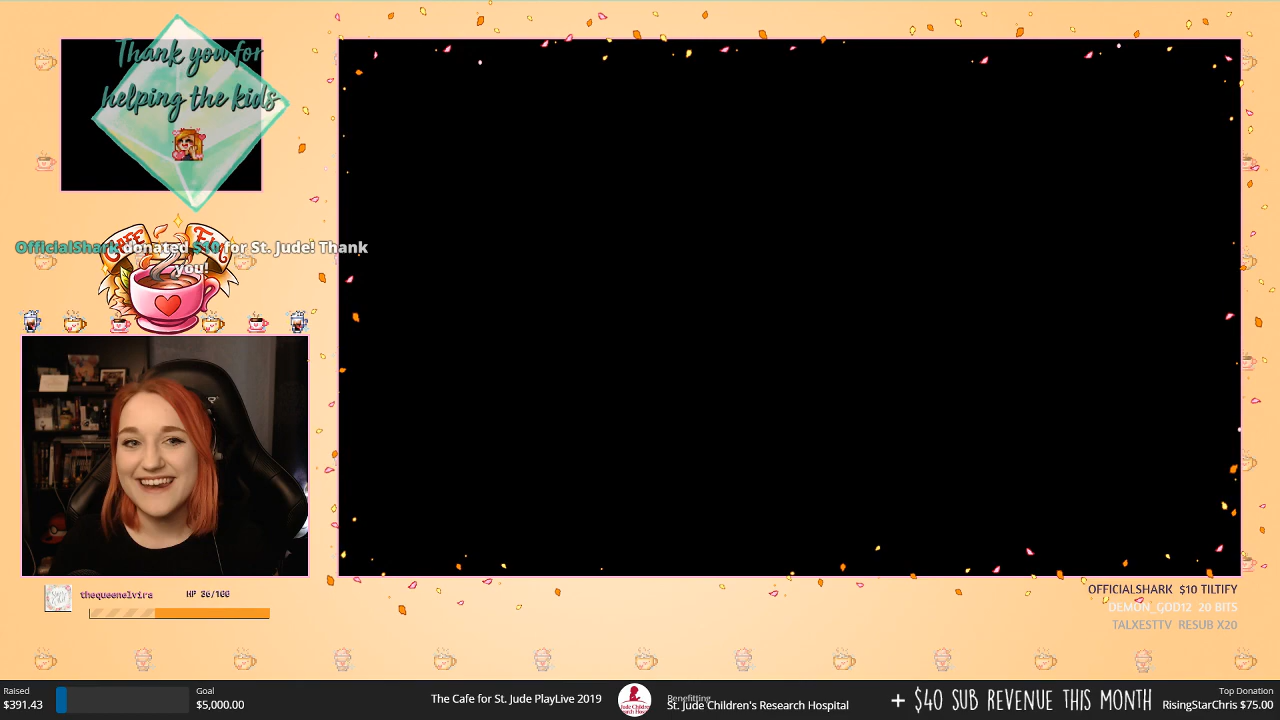 Thank you for
helping the kids
CAFE
OfficialShark donated $10 for St. Jude! Thank
you!
thequeenelvira
HP 36/100
OFFICIALSHARK $10 TILTIFY
DEMON_GOD12 20 BITS
TALXESTTV RESUB X20
Raised
$391.43
Goal
$5,000.00
The Cafe for St. Jude PlayLive 2019
Benefitting
St. Jude Children's Research Hospital
+ $40 SUB REVENUE THIS MONTH
Top Donation
RisingStarChris $75.00